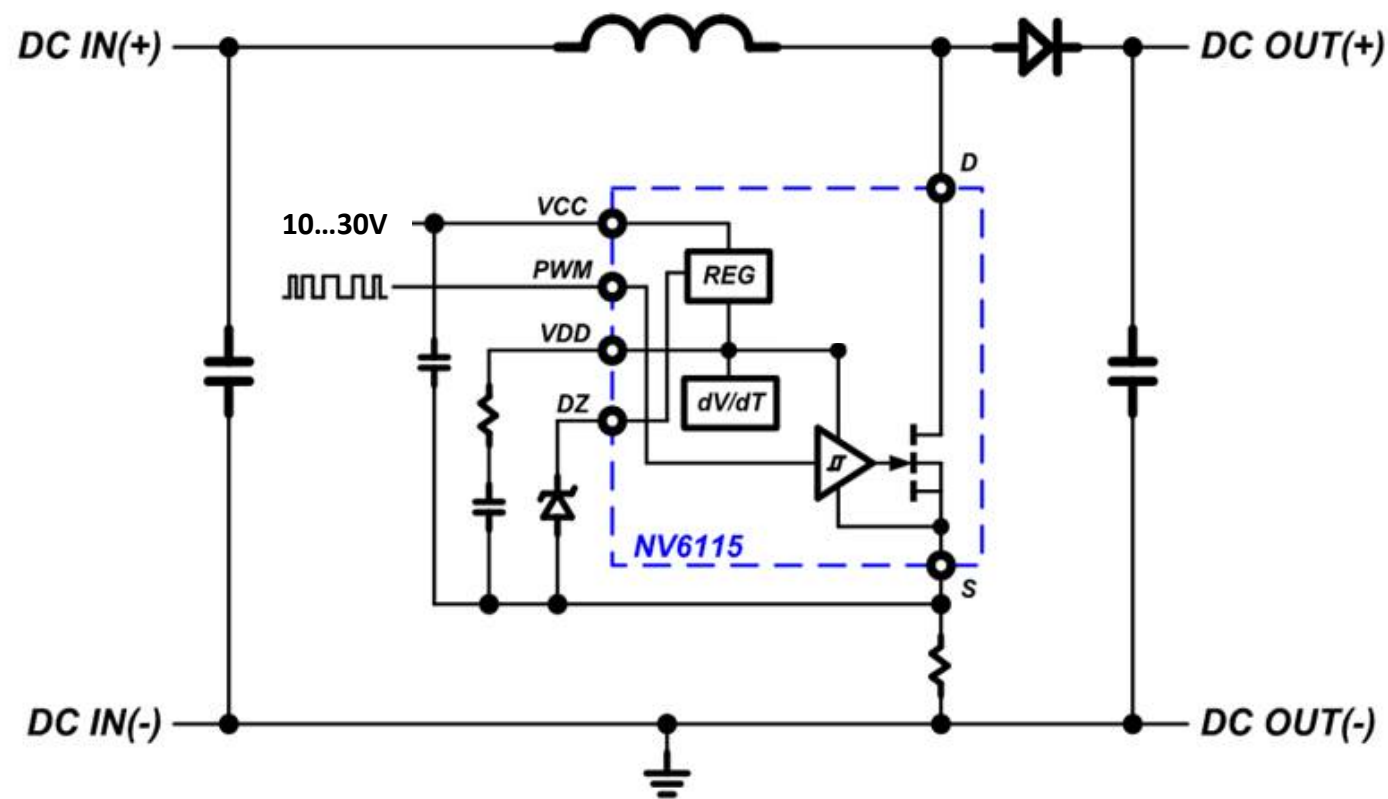 DC IN(+)
DC OUT(+)
D
VCC
10...30V
PWM
REG
VDD
DZ
dV/dT
NV6115
S
DC IN(-)
DC OUT(-)